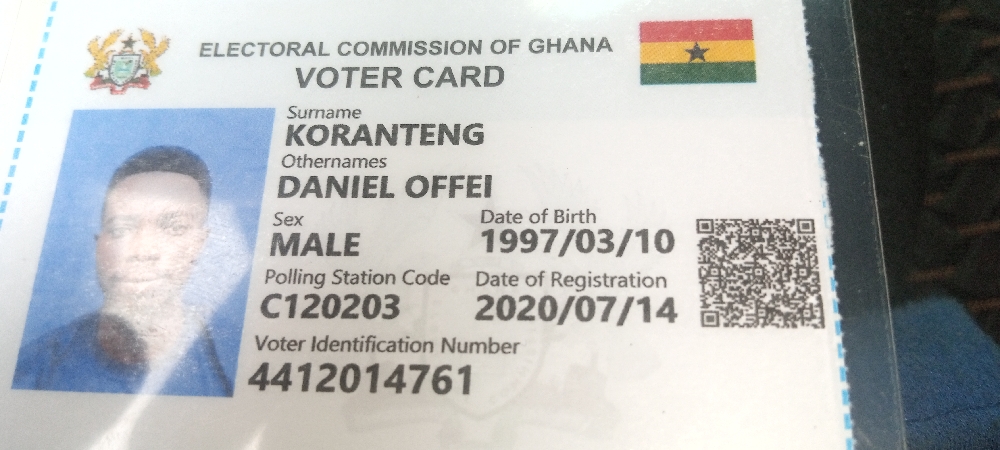 ELECTORAL COMMISSION OF GHANA
VOTER CARD
Surname
KORANTENG
Othernames
DANIEL OFFEI
Sex
MALE
Date of Birth
1997/03/10
Polling Station Code
C120203
Date of Registration
2020/07/14
Voter Identification Number
4412014761